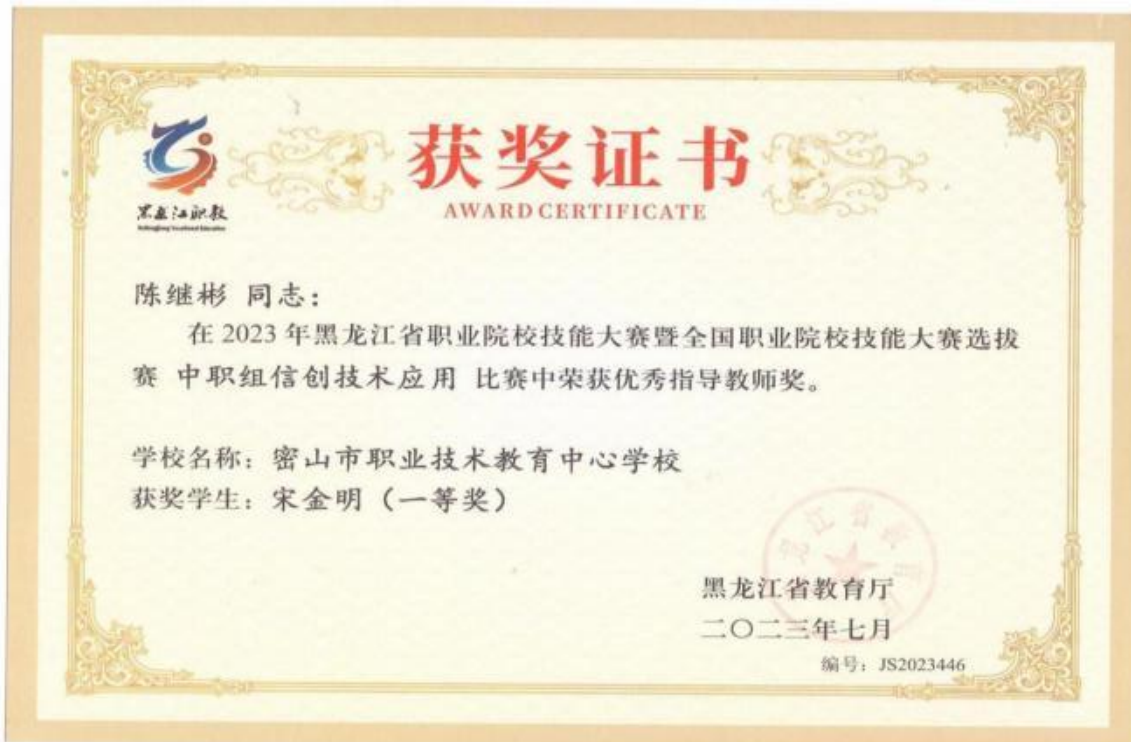 获奖证书
AWARD CERTIFICATE
黑龙江职教
Heilongjiang Vocational Education
陈继彬 同志：
在 2023 年黑龙江省职业院校技能大赛暨全国职业院校技能大赛选拔
赛 中职组信创技术应用 比赛中荣获优秀指导教师奖。
学校名称：密山市职业技术教育中心学校
获奖学生：宋金明（一等奖）
黑龙江省教育厅
二〇二三年七月
编号：JS2023446